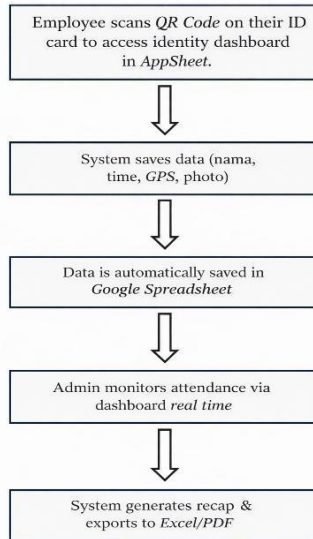 Employee scans QR Code on their ID
card to access identity dashboard
in AppSheet.
System saves data (nama,
time, GPS, photo)
Data is automatically saved in
Google Spreadsheet
Admin monitors attendance via
dashboard real time
System generates recap &
exports to Excel/PDF